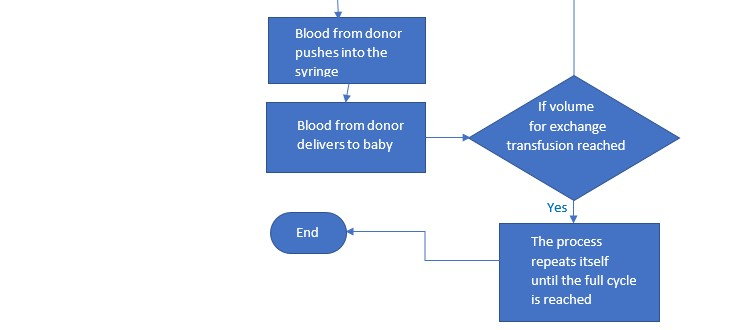 Blood from donor
pushes into the
syringe
Blood from donor
delivers to baby
If volume
for exchange
transfusion reached
Yes
The process
repeats itself
until the full cycle
is reached
End